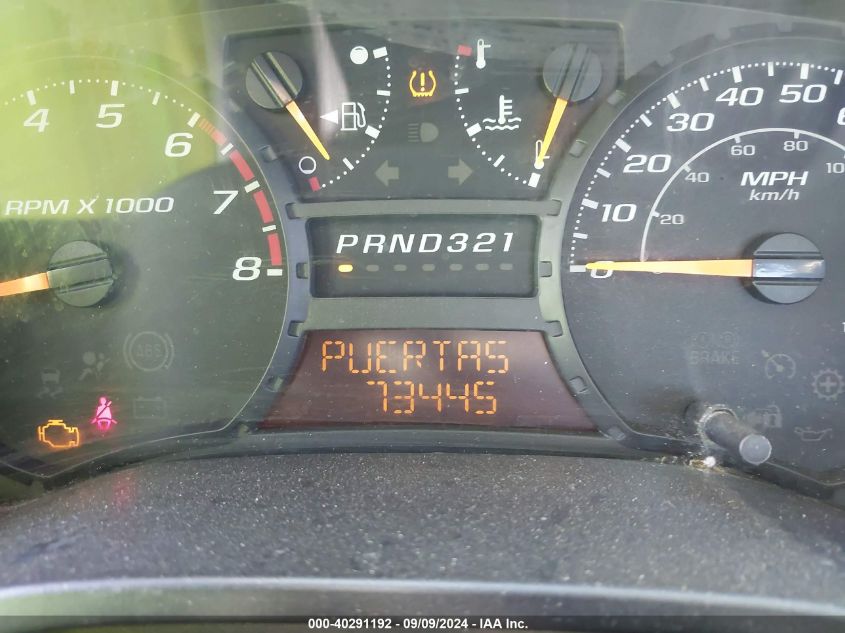 4 5 6 7 8
RPM X 1000
PRND321
PUERTAS
73445
ABS
0 10 20 30 40 50
20 40 60 80
MPH
km/h
BRAKE
000-40291192 - 09/09/2024 - IAA Inc.